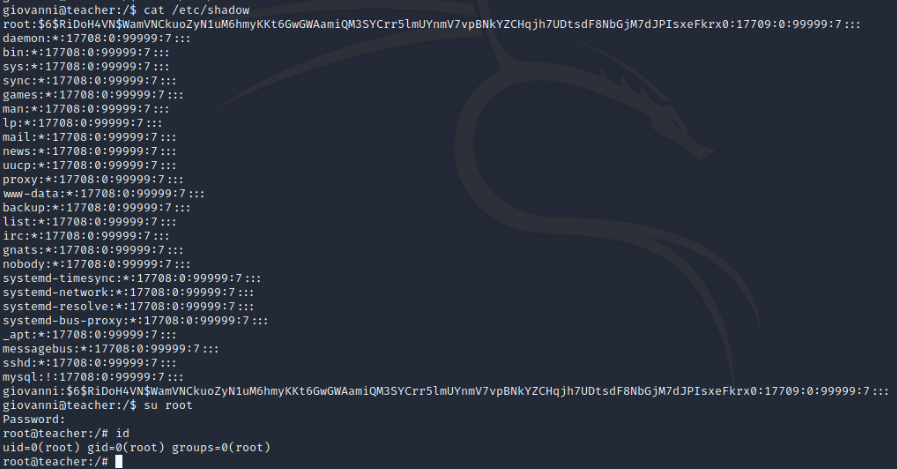 giovanni@teacher:/$ cat /etc/shadow
root:$6$RiDoH4VN$WamVNCkuoZyN1uM6hmyKKt6GwGWAamiQM3SYCrr5lmUYnmV7vpBNkYZCHqjh7UDtsdF8NbGjM7dJPIsxeFkrx0:17709:0:99999:7:::
daemon:*:17708:0:99999:7:::
bin:*:17708:0:99999:7:::
sys:*:17708:0:99999:7:::
sync:*:17708:0:99999:7:::
games:*:17708:0:99999:7:::
man:*:17708:0:99999:7:::
lp:*:17708:0:99999:7:::
mail:*:17708:0:99999:7:::
news:*:17708:0:99999:7:::
uucp:*:17708:0:99999:7:::
proxy:*:17708:0:99999:7:::
www-data:*:17708:0:99999:7:::
backup:*:17708:0:99999:7:::
list:*:17708:0:99999:7:::
irc:*:17708:0:99999:7:::
gnats:*:17708:0:99999:7:::
nobody:*:17708:0:99999:7:::
systemd-timesync:*:17708:0:99999:7:::
systemd-network:*:17708:0:99999:7:::
systemd-resolve:*:17708:0:99999:7:::
systemd-bus-proxy:*:17708:0:99999:7:::
_apt:*:17708:0:99999:7:::
messagebus:*:17708:0:99999:7:::
sshd:*:17708:0:99999:7:::
mysql:!:17708:0:99999:7:::
giovanni:$6$RiDoH4VN$WamVNCkuoZyN1uM6hmyKKt6GwGWAamiQM3SYCrr5lmUYnmV7vpBNkYZCHqjh7UDtsdF8NbGjM7dJPIsxeFkrx0:17709:0:99999:7:::
giovanni@teacher:/$ su root
Password:
root@teacher:/# id
uid=0(root) gid=0(root) groups=0(root)
root@teacher:/#